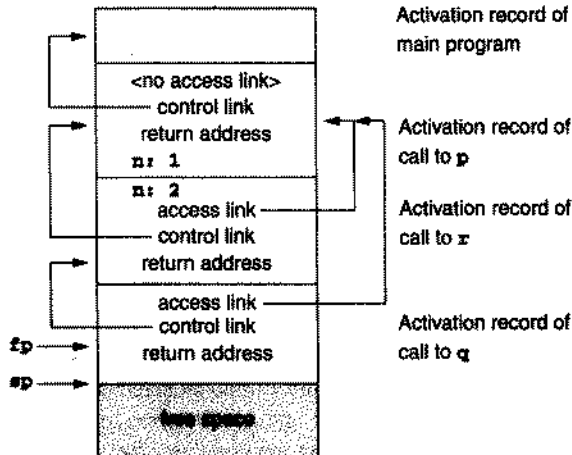 Activation record of
main program
<no access link>
control link
return address
n: 1
Activation record of
call to p
n: 2
access link
control link
return address
Activation record of
call to r
access link
control link
return address
Activation record of
call to q
fp
sp
free space